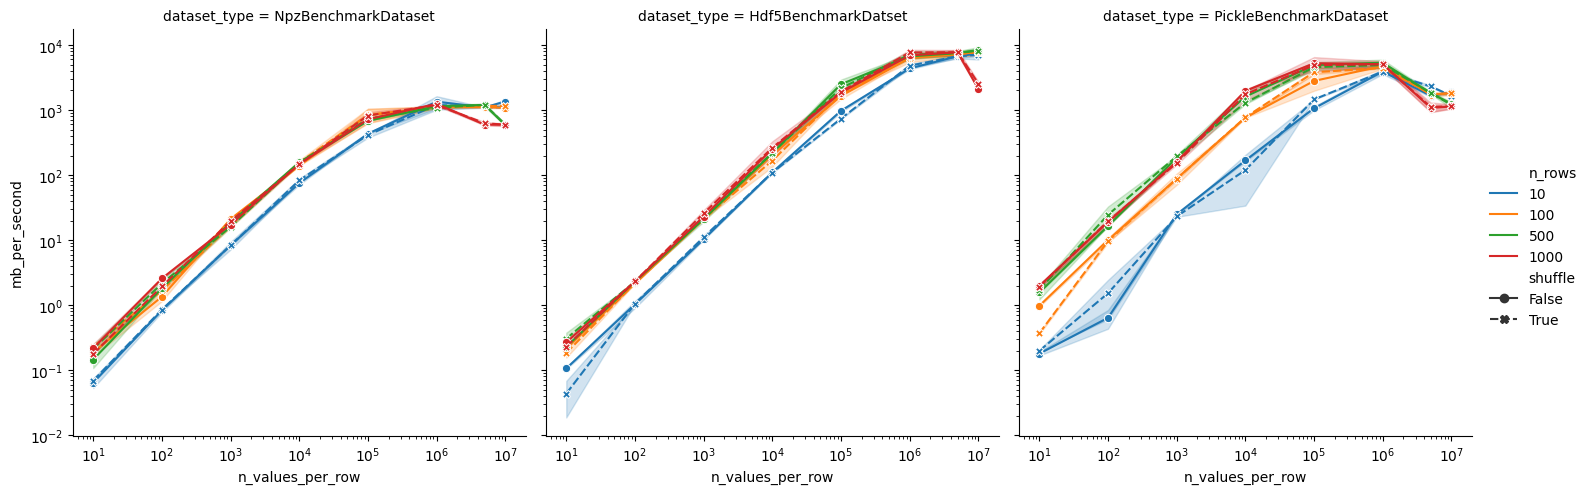 dataset_type = NpzBenchmarkDataset
dataset_type = Hdf5BenchmarkDatset
dataset_type = PickleBenchmarkDataset
mb_per_second
10⁴
10³
10²
10¹
10⁰
10⁻¹
10⁻²
10¹ 10² 10³ 10⁴ 10⁵ 10⁶ 10⁷
n_values_per_row
10¹ 10² 10³ 10⁴ 10⁵ 10⁶ 10⁷
n_values_per_row
10¹ 10² 10³ 10⁴ 10⁵ 10⁶ 10⁷
n_values_per_row
n_rows
10
100
500
1000
shuffle
False
True